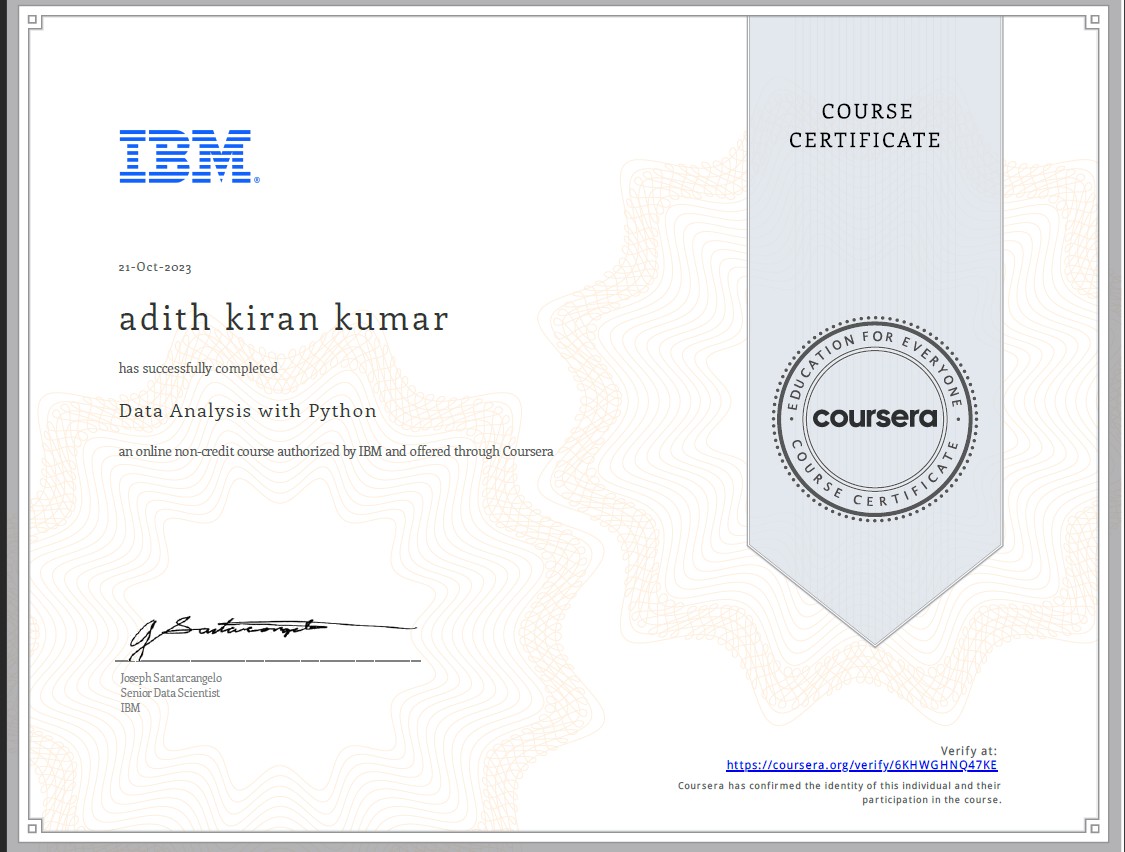 COURSE
CERTIFICATE
IBM®
21-Oct-2023
adith kiran kumar
has successfully completed
Data Analysis with Python
an online non-credit course authorized by IBM and offered through Coursera
EDUCATION FOR EVERYONE
coursera
COURSE CERTIFICATE
J Santarcangelo
Joseph Santarcangelo
Senior Data Scientist
IBM
Verify at:
https://coursera.org/verify/6KHWGHNQ47KE
Coursera has confirmed the identity of this individual and their
participation in the course.